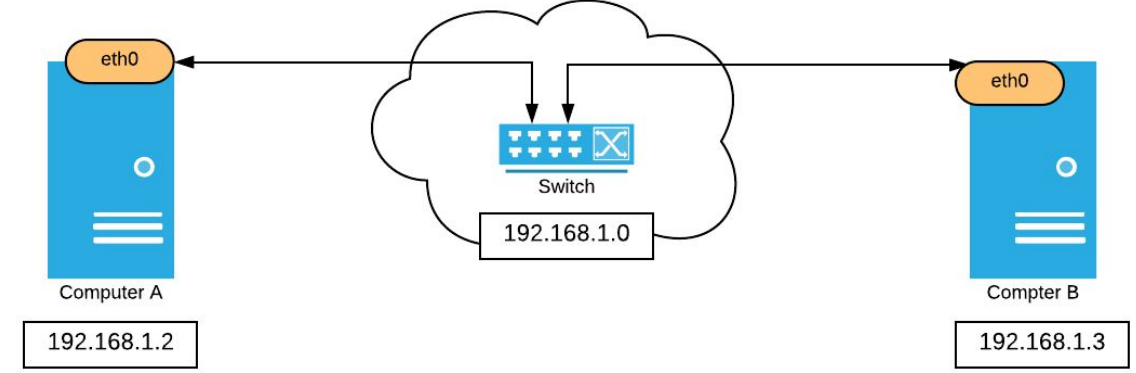 eth0
eth0
Switch
192.168.1.0
Computer A
Compter B
192.168.1.2
192.168.1.3